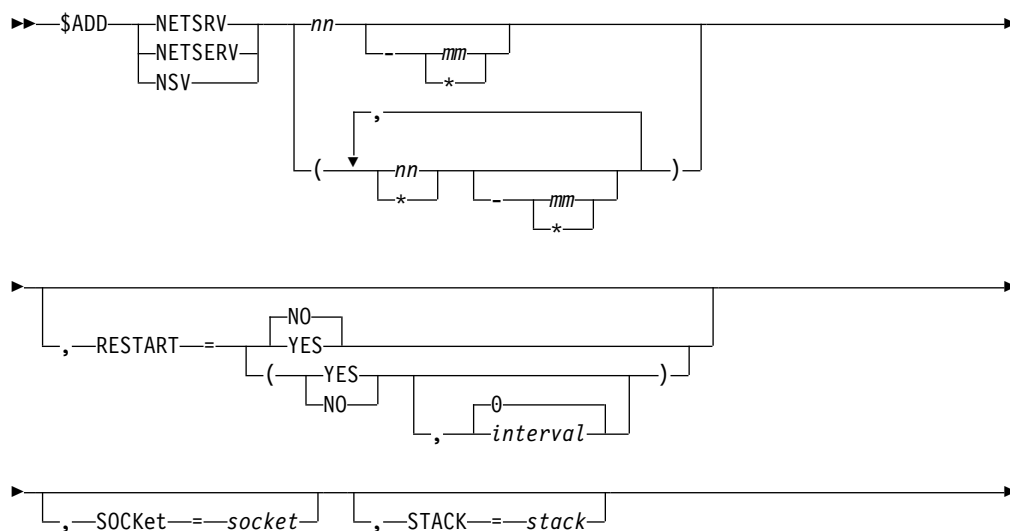 $ADD NETSRV nn
NETSERV - mm
NSV *
,
( nn )
* - mm
*
NO
, RESTART = YES
( YES )
NO 0
, interval
, SOCKet = socket , STACK = stack